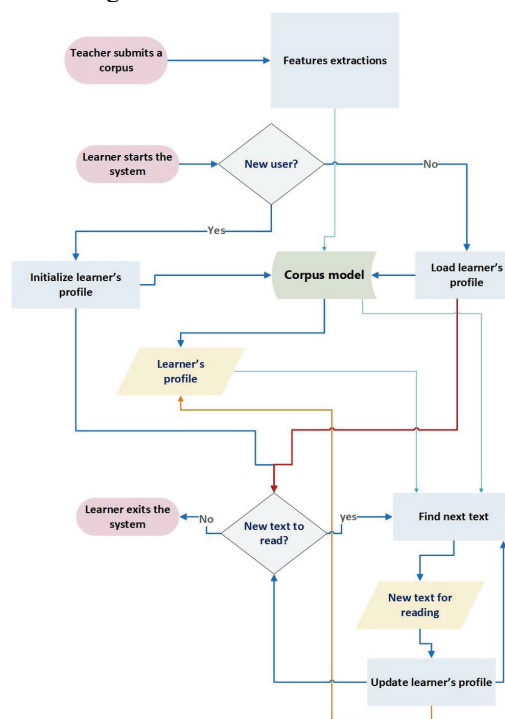 Teacher submits a
corpus
Features extractions
Learner starts the
system
New user?
No
Yes
Initialize learner's
profile
Corpus model
Load learner's
profile
Learner's
profile
Learner exits the
system
No
New text to
read?
yes
Find next text
New text for
reading
Update learner's profile